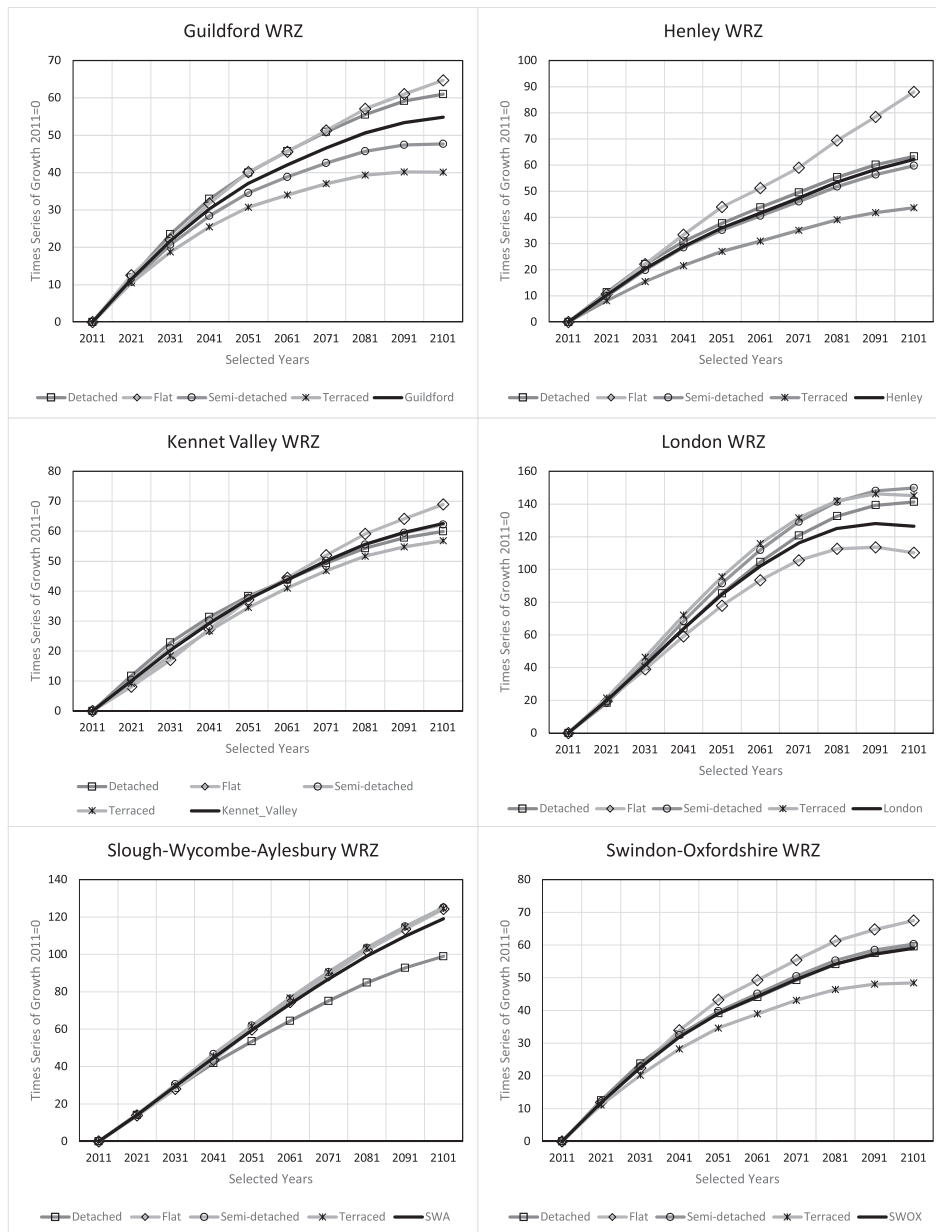 Guildford WRZ
Times Series of Growth 2011=0
70
60
50
40
30
20
10
0
2011 2021 2031 2041 2051 2061 2071 2081 2091 2101
Selected Years
Detached Flat Semi-detached Terraced Guildford
Henley WRZ
Times Series of Growth 2011=0
100
90
80
70
60
50
40
30
20
10
0
2011 2021 2031 2041 2051 2061 2071 2081 2091 2101
Selected Years
Detached Flat Semi-detached Terraced Henley
Kennet Valley WRZ
Times Series of Growth 2011=0
80
70
60
50
40
30
20
10
0
2011 2021 2031 2041 2051 2061 2071 2081 2091 2101
Selected Years
Detached Flat Semi-detached
Terraced Kennet_Valley
London WRZ
Times Series of Growth 2011=0
160
140
120
100
80
60
40
20
0
2011 2021 2031 2041 2051 2061 2071 2081 2091 2101
Selected Years
Detached Flat Semi-detached Terraced London
Slough-Wycombe-Aylesbury WRZ
Times Series of Growth 2011=0
140
120
100
80
60
40
20
0
2011 2021 2031 2041 2051 2061 2071 2081 2091 2101
Selected Years
Detached Flat Semi-detached Terraced SWA
Swindon-Oxfordshire WRZ
Times Series of Growth 2011=0
80
70
60
50
40
30
20
10
0
2011 2021 2031 2041 2051 2061 2071 2081 2091 2101
Selected Years
Detached Flat Semi-detached Terraced SWOX